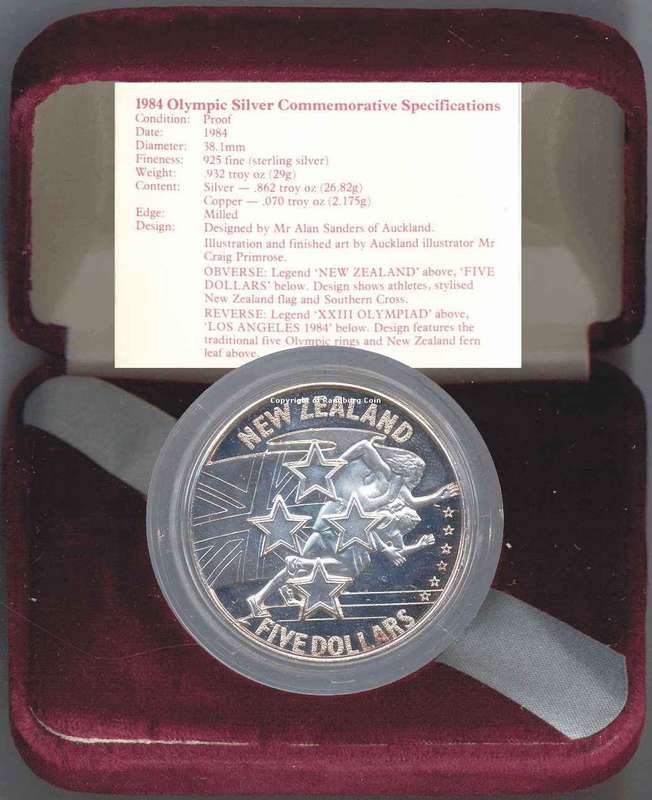 1984 Olympic Silver Commemorative Specifications
Condition: Proof
Date: 1984
Diameter: 38.1mm
Fineness: 925 fine (sterling silver)
Weight: .932 troy oz (29g)
Content: Silver — .862 troy oz (26.82g)
Copper — .070 troy oz (2.175g)
Edge: Milled
Design: Designed by Mr Alan Sanders of Auckland.
Illustration and finished art by Auckland illustrator Mr
Craig Primrose.
OBVERSE: Legend ‘NEW ZEALAND’ above, ‘FIVE
DOLLARS’ below. Design shows athletes, stylised
New Zealand flag and Southern Cross.
REVERSE: Legend ‘XXIII OLYMPIAD’ above,
‘LOS ANGELES 1984’ below. Design features the
traditional five Olympic rings and New Zealand fern
leaf above.
Copyright of Randburg Coin
NEW ZEALAND
FIVE DOLLARS